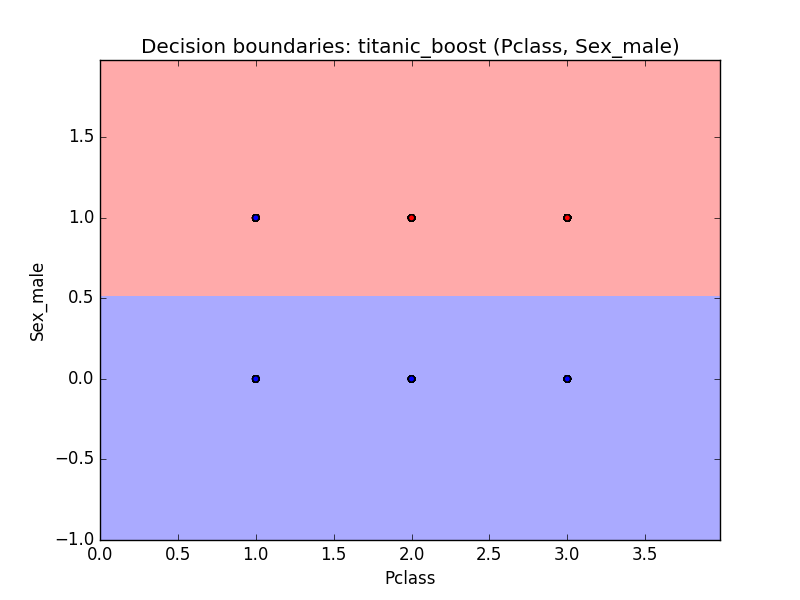 Decision boundaries: titanic_boost (Pclass, Sex_male)
1.5
1.0
0.5
0.0
−0.5
−1.0
Sex_male
0.0 0.5 1.0 1.5 2.0 2.5 3.0 3.5
Pclass